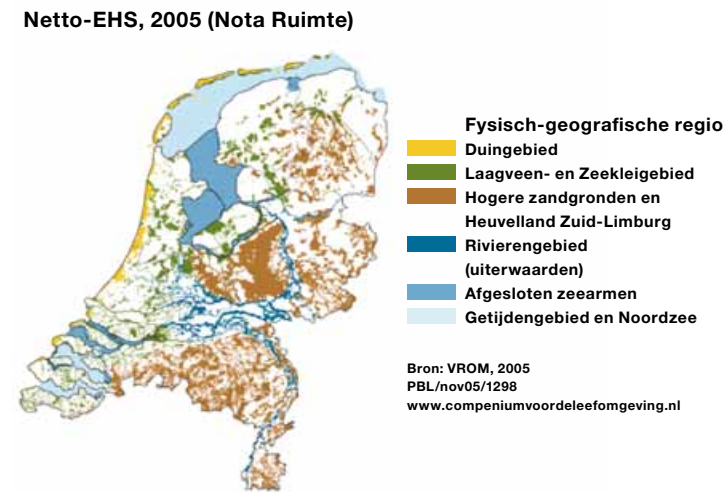 Netto-EHS, 2005 (Nota Ruimte)
Fysisch-geografische regio
Duingebied
Laagveen- en Zeekleigebied
Hogere zandgronden en
Heuvelland Zuid-Limburg
Rivierengebied
(uiterwaarden)
Afgesloten zeearmen
Getijdengebied en Noordzee
Bron: VROM, 2005
PBL/nov05/1298
www.compeniumvoordeleefomgeving.nl